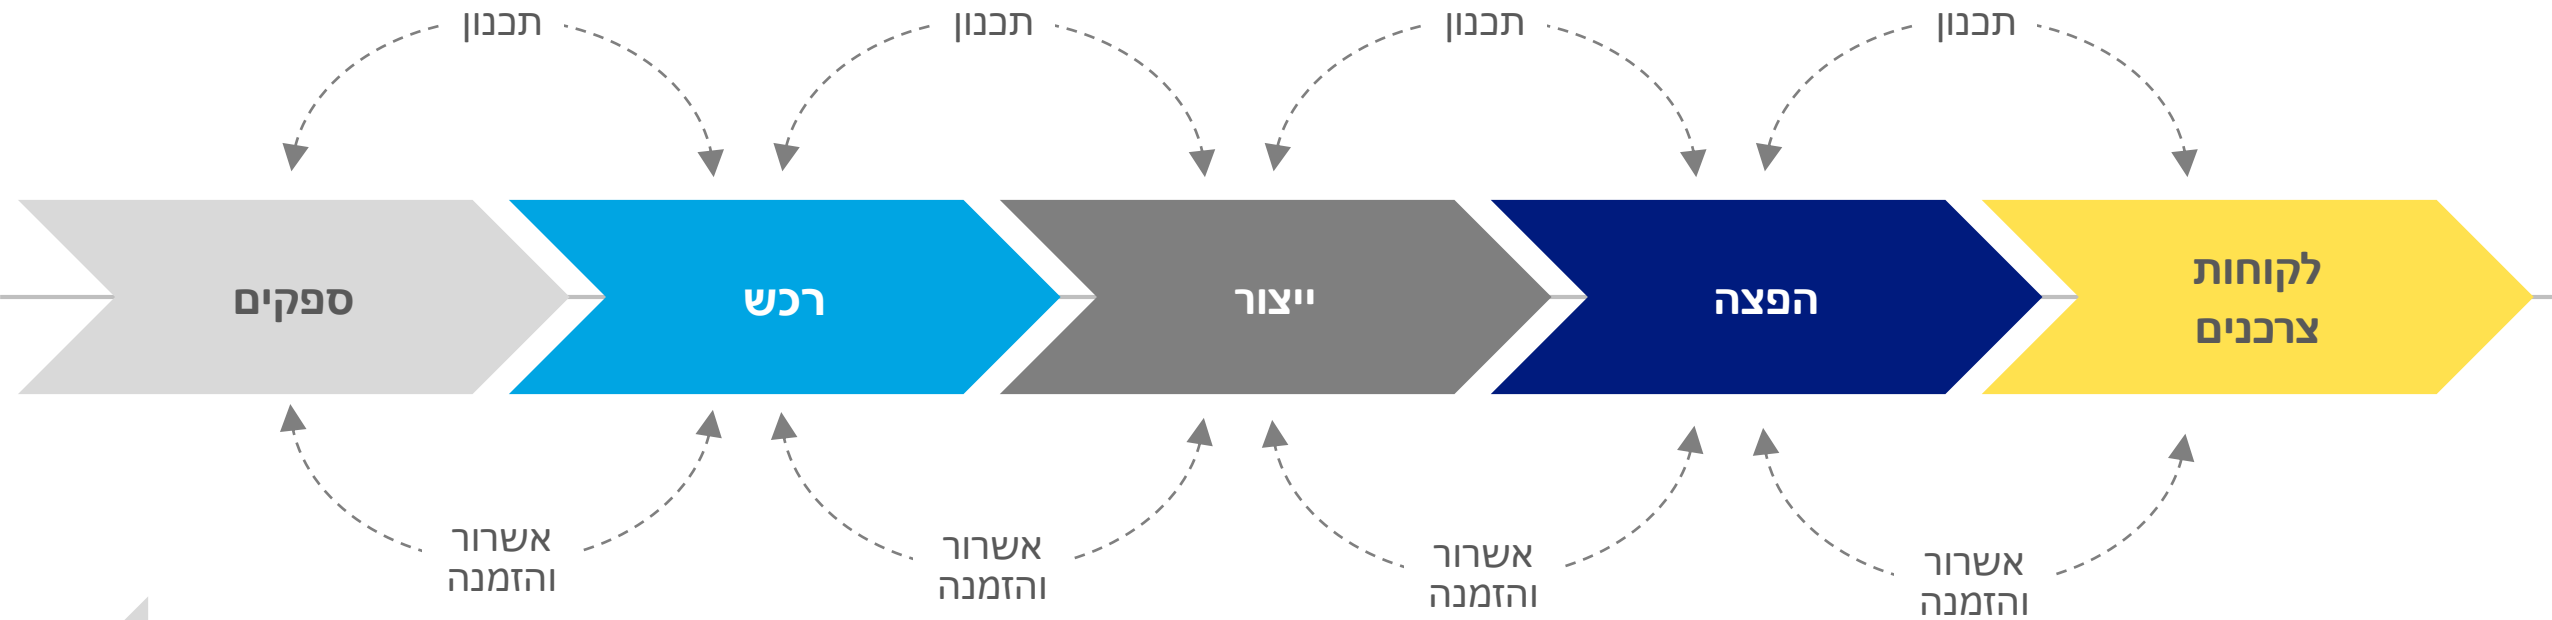 תכנון
תכנון
תכנון
תכנון
ספקים
רכש
ייצור
הפצה
לקוחות
צרכנים
אשרור
והזמנה
אשרור
והזמנה
אשרור
והזמנה
אשרור
והזמנה